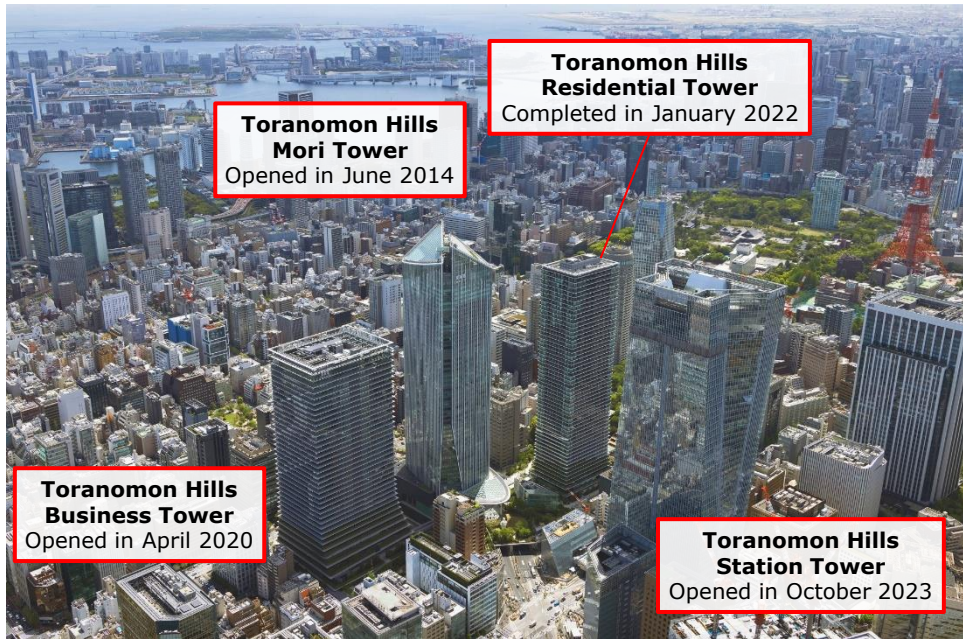 Toranomon Hills
Residential Tower
Completed in January 2022
Toranomon Hills
Mori Tower
Opened in June 2014
Toranomon Hills
Business Tower
Opened in April 2020
Toranomon Hills
Station Tower
Opened in October 2023